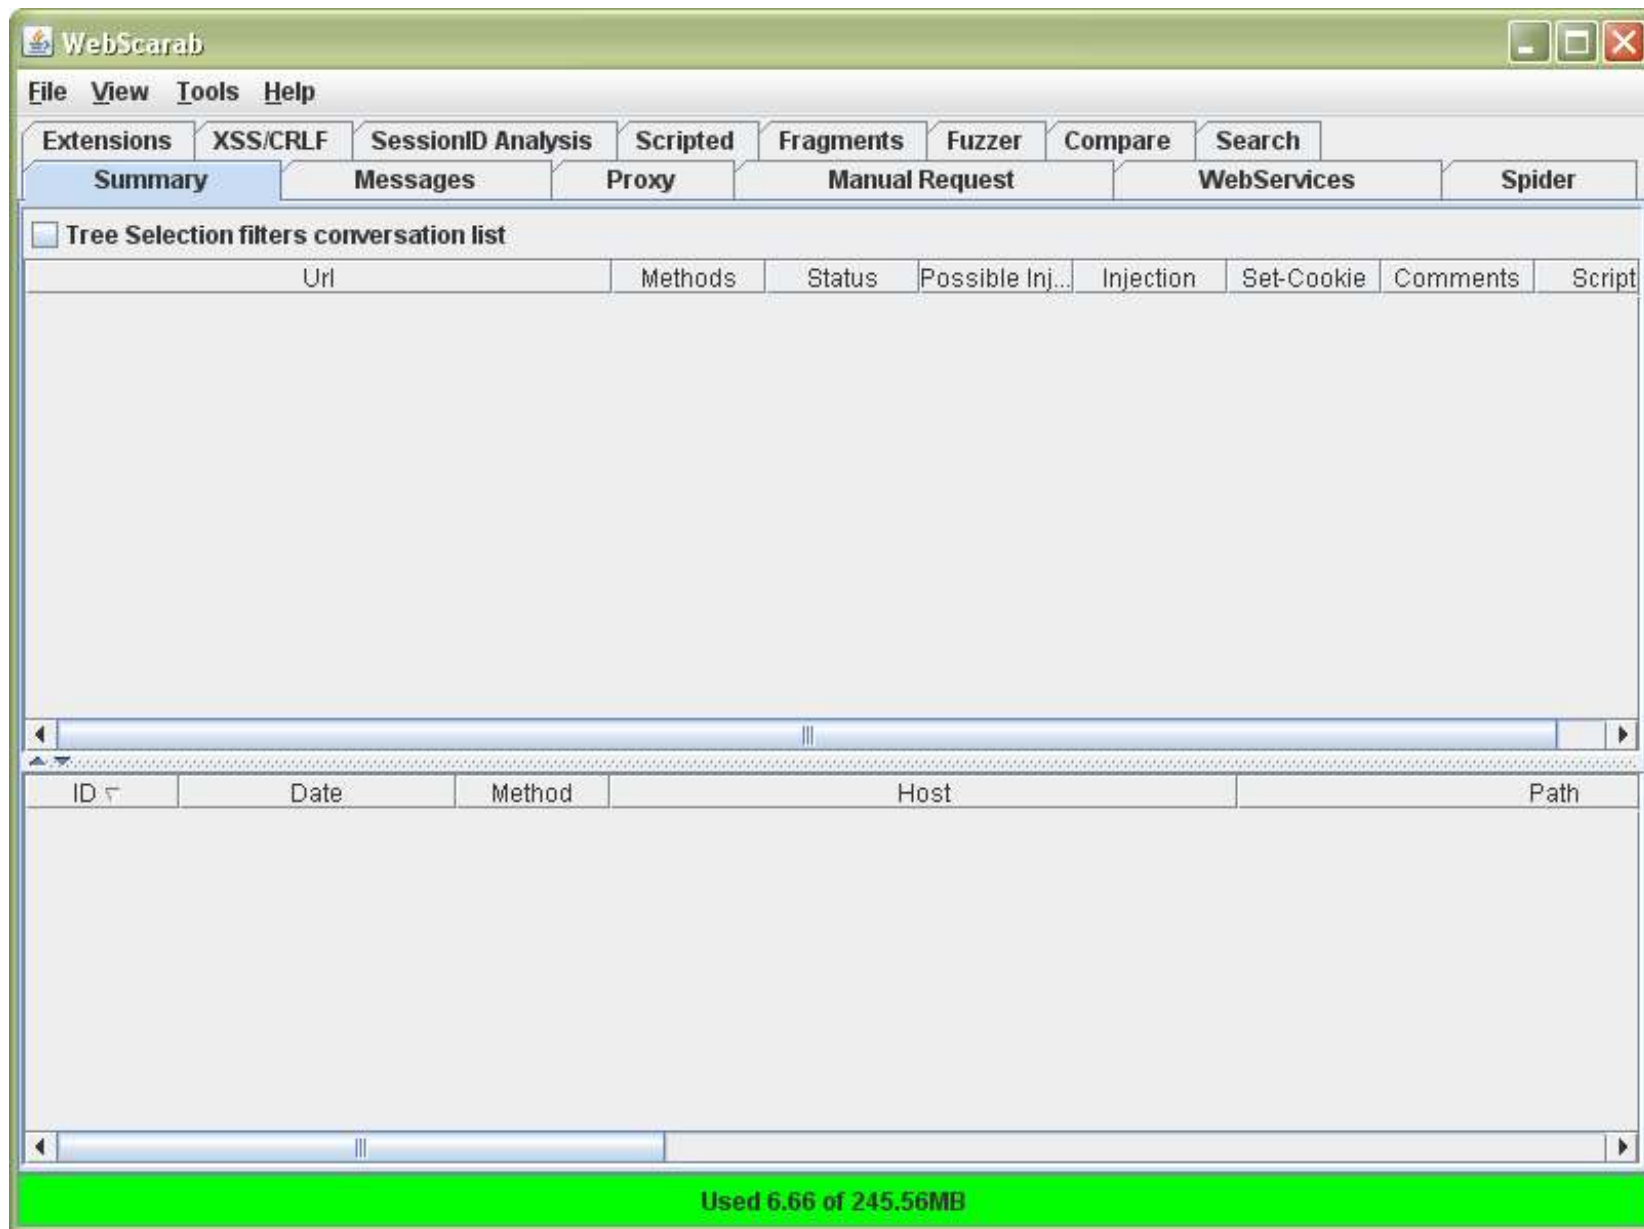 WebScarab
File View Tools Help
Extensions XSS/CRLF SessionID Analysis Scripted Fragments Fuzzer Compare Search
Summary Messages Proxy Manual Request WebServices Spider
Tree Selection filters conversation list
Url Methods Status Possible Inj... Injection Set-Cookie Comments Script
ID Date Method Host Path
Used 6.66 of 245.56MB